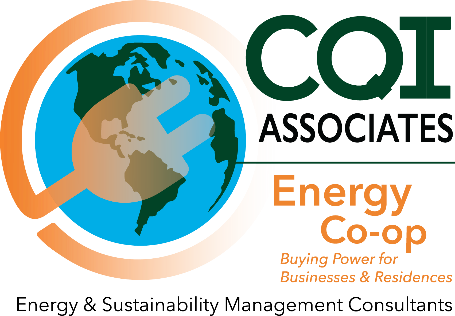 CQI
ASSOCIATES
Energy
Co-op
Buying Power for
Businesses & Residences
Energy & Sustainability Management Consultants